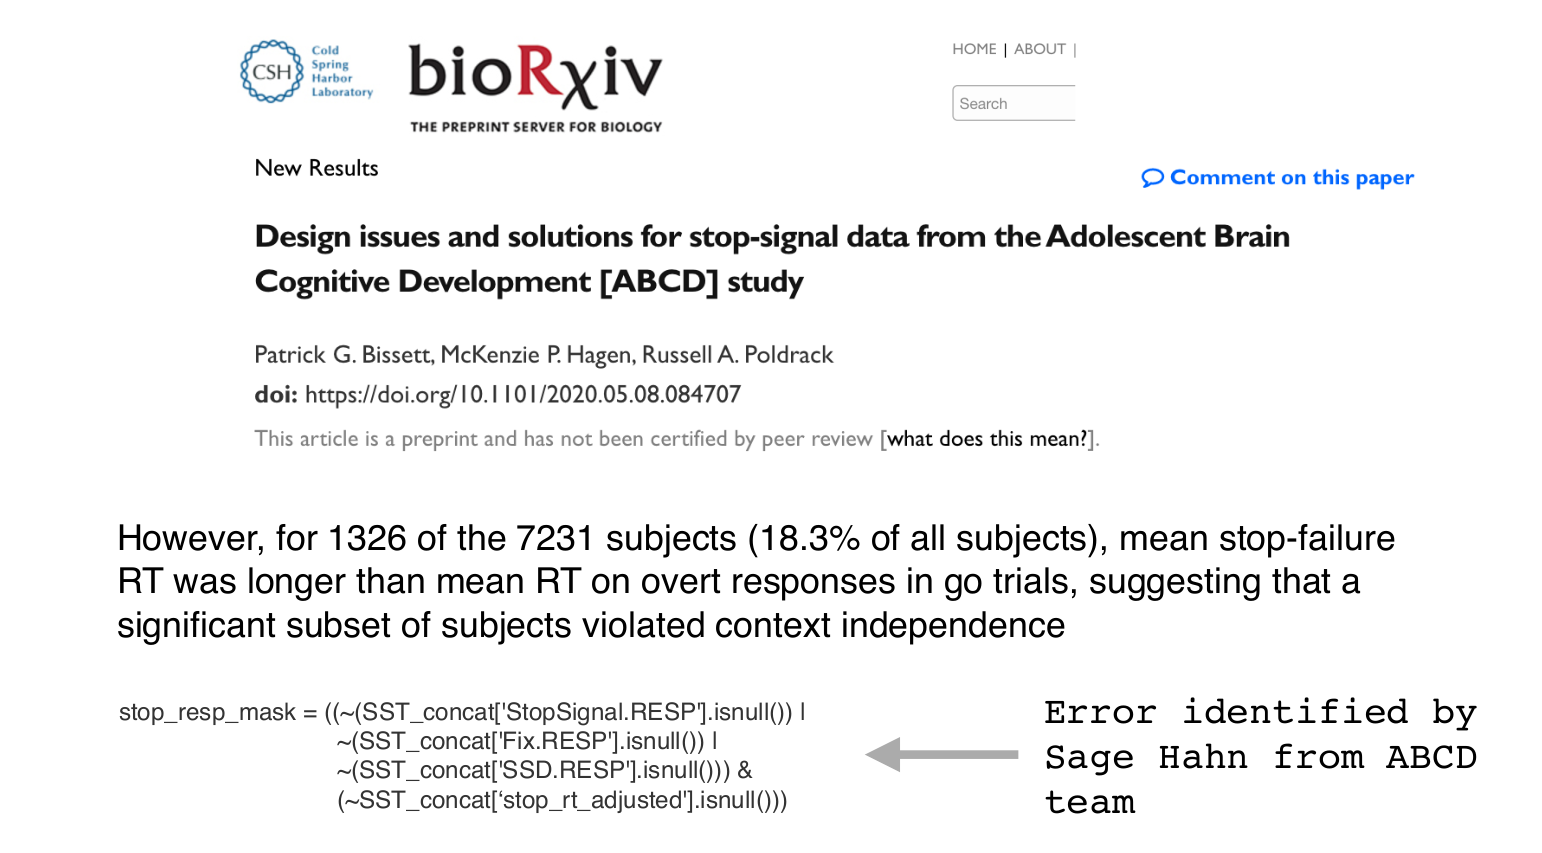 CSH
Cold
Spring
Harbor
Laboratory
bioRχiv
THE PREPRINT SERVER FOR BIOLOGY
HOME | ABOUT |
Search
New Results
Comment on this paper
Design issues and solutions for stop-signal data from the Adolescent Brain
Cognitive Development [ABCD] study
Patrick G. Bissett, McKenzie P. Hagen, Russell A. Poldrack
doi: https://doi.org/10.1101/2020.05.08.084707
This article is a preprint and has not been certified by peer review [what does this mean?].
However, for 1326 of the 7231 subjects (18.3% of all subjects), mean stop-failure
RT was longer than mean RT on overt responses in go trials, suggesting that a
significant subset of subjects violated context independence
stop_resp_mask = ((~(SST_concat['StopSignal.RESP'].isnull()) |
~(SST_concat['Fix.RESP'].isnull()) |
~(SST_concat['SSD.RESP'].isnull())) &
(~SST_concat[‘stop_rt_adjusted'].isnull()))
Error identified by
Sage Hahn from ABCD
team